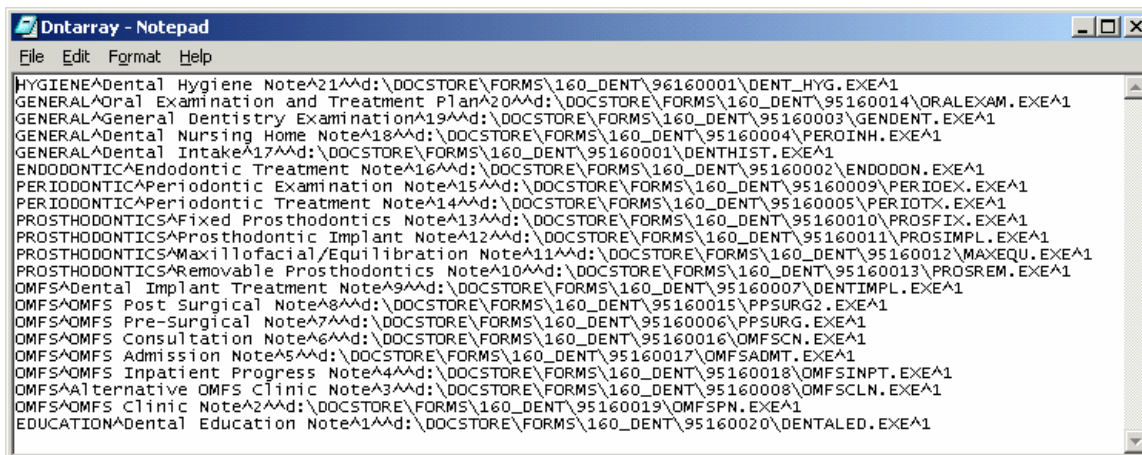 Dntarray - Notepad
File Edit Format Help
HYGIENE^Dental Hygiene Note^21^^d:\DOCSTORE\FORMS\160_DENT\96160001\DENT_HYG.EXE^1
GENERAL^Oral Examination and Treatment Plan^20^^d:\DOCSTORE\FORMS\160_DENT\95160014\ORALEXAM.EXE^1
GENERAL^General Dentistry Examination^19^^d:\DOCSTORE\FORMS\160_DENT\95160003\GENDENT.EXE^1
GENERAL^Dental Nursing Home Note^18^^d:\DOCSTORE\FORMS\160_DENT\95160004\PEROINH.EXE^1
GENERAL^Dental Intake^17^^d:\DOCSTORE\FORMS\160_DENT\95160001\DENTHIST.EXE^1
ENDODONTIC^Endodontic Treatment Note^16^^d:\DOCSTORE\FORMS\160_DENT\95160002\ENDODON.EXE^1
PERIODONTIC^Periodontic Examination Note^15^^d:\DOCSTORE\FORMS\160_DENT\95160009\PERIOEX.EXE^1
PERIODONTIC^Periodontic Treatment Note^14^^d:\DOCSTORE\FORMS\160_DENT\95160005\PERIOTX.EXE^1
PROSTHODONTICS^Fixed Prosthodontics Note^13^^d:\DOCSTORE\FORMS\160_DENT\95160010\PROSFIX.EXE^1
PROSTHODONTICS^Prosthodontic Implant Note^12^^d:\DOCSTORE\FORMS\160_DENT\95160011\PROSIMPL.EXE^1
PROSTHODONTICS^Maxillofacial/Equilibration Note^11^^d:\DOCSTORE\FORMS\160_DENT\95160012\MAXEQU.EXE^1
PROSTHODONTICS^Removable Prosthodontics Note^10^^d:\DOCSTORE\FORMS\160_DENT\95160013\PROSREM.EXE^1
OMFS^Dental Implant Treatment Note^9^^d:\DOCSTORE\FORMS\160_DENT\95160007\DENTIMPL.EXE^1
OMFS^OMFS Post Surgical Note^8^^d:\DOCSTORE\FORMS\160_DENT\95160015\PPSURG2.EXE^1
OMFS^OMFS Pre-Surgical Note^7^^d:\DOCSTORE\FORMS\160_DENT\95160006\PPSURG.EXE^1
OMFS^OMFS Consultation Note^6^^d:\DOCSTORE\FORMS\160_DENT\95160016\OMFSCN.EXE^1
OMFS^OMFS Admission Note^5^^d:\DOCSTORE\FORMS\160_DENT\95160017\OMFSADMT.EXE^1
OMFS^OMFS Inpatient Progress Note^4^^d:\DOCSTORE\FORMS\160_DENT\95160018\OMFSINPT.EXE^1
OMFS^Alternative OMFS Clinic Note^3^^d:\DOCSTORE\FORMS\160_DENT\95160008\OMFSCLN.EXE^1
OMFS^OMFS Clinic Note^2^^d:\DOCSTORE\FORMS\160_DENT\95160019\OMFSPN.EXE^1
EDUCATION^Dental Education Note^1^^d:\DOCSTORE\FORMS\160_DENT\95160020\DENTALED.EXE^1